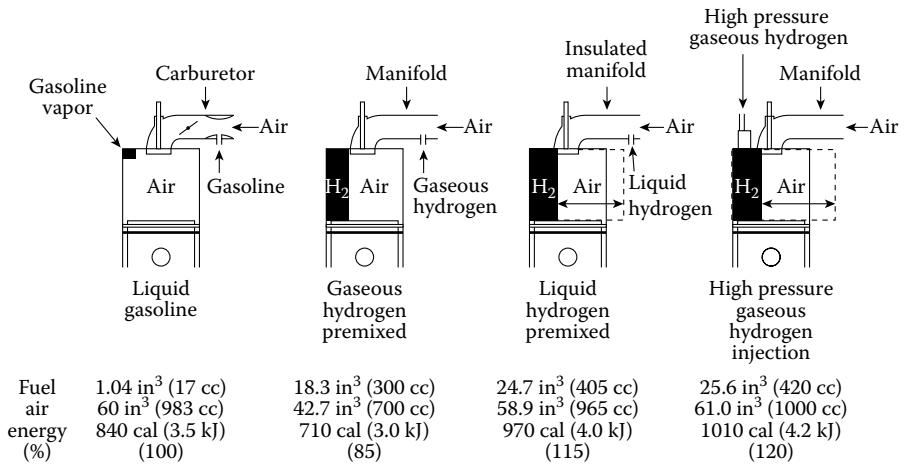 High pressure
gaseous hydrogen
Insulated
manifold
Gasoline
vapor
Carburetor
Manifold
Manifold
Air
Air
Air
Air
Air
Gasoline
H2
Air
Gaseous
hydrogen
H2
Air
Liquid
hydrogen
H2
Air
Liquid
gasoline
Gaseous
hydrogen
premixed
Liquid
hydrogen
premixed
High pressure
gaseous
hydrogen
injection
Fuel 1.04 in³ (17 cc) 18.3 in³ (300 cc) 24.7 in³ (405 cc) 25.6 in³ (420 cc)
air 60 in³ (983 cc) 42.7 in³ (700 cc) 58.9 in³ (965 cc) 61.0 in³ (1000 cc)
energy 840 cal (3.5 kJ) 710 cal (3.0 kJ) 970 cal (4.0 kJ) 1010 cal (4.2 kJ)
(%) (100) (85) (115) (120)